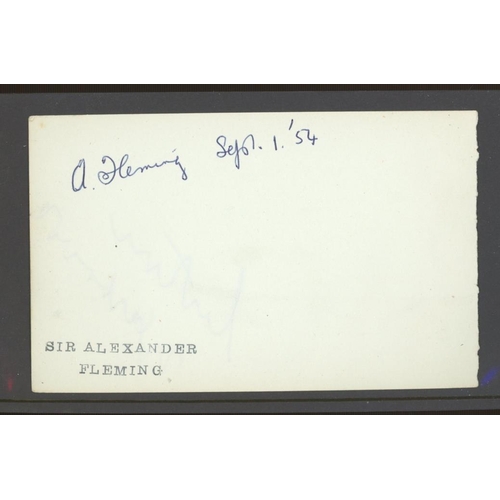 A. Fleming Sept. 1. '54
SIR ALEXANDER
FLEMING